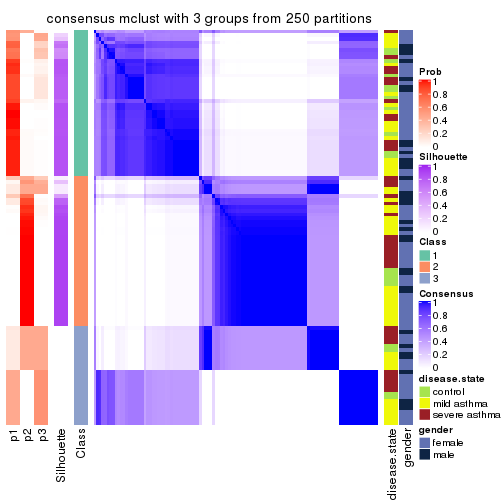 consensus mclust with 3 groups from 250 partitions
Prob
1
0.8
0.6
0.4
0.2
0
Silhouette
1
0.8
0.6
0.4
0.2
0
Class
1
2
3
Consensus
1
0.8
0.6
0.4
0.2
0
disease.state
control
mild asthma
severe asthma
gender
female
male
p1
p2
p3
Silhouette
Class
disease.state
gender